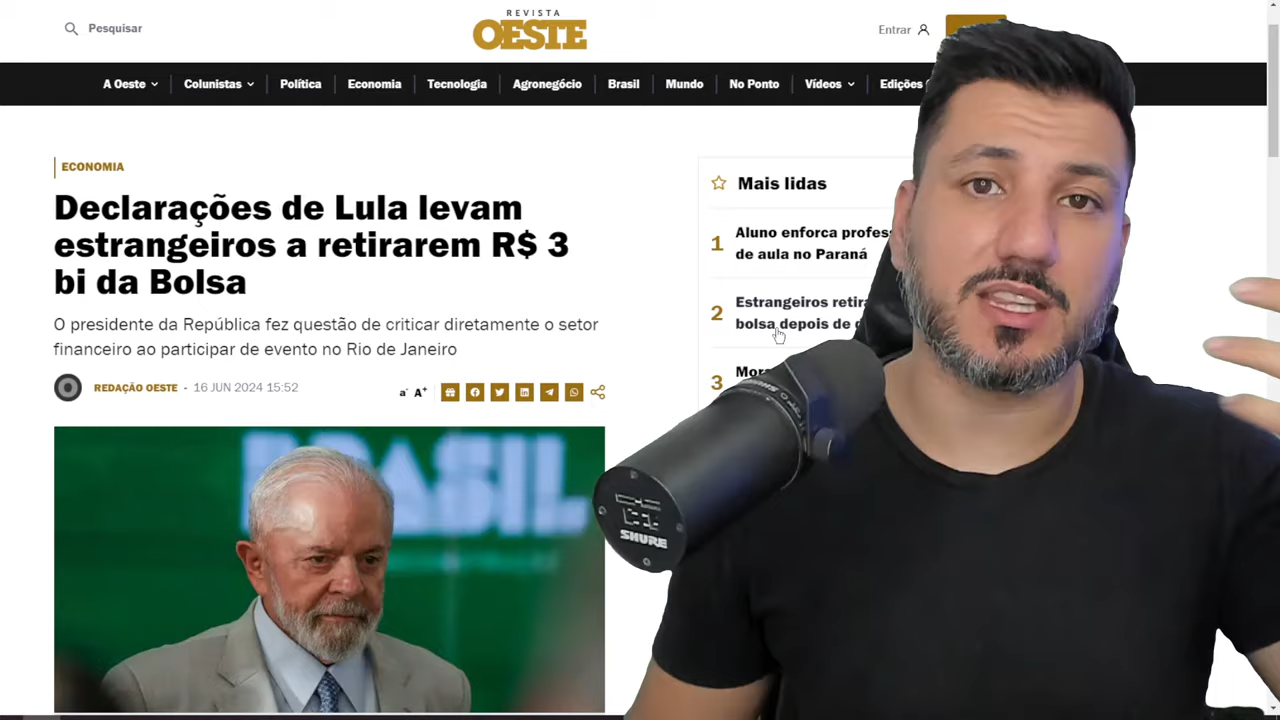 Pesquisar
REVISTA
OESTE
Entrar
A Oeste
Colunistas
Política
Economia
Tecnologia
Agronegócio
Brasil
Mundo
No Ponto
Vídeos
Edições
ECONOMIA
Declarações de Lula levam
estrangeiros a retirarem R$ 3
bi da Bolsa
O presidente da República fez questão de criticar diretamente o setor
financeiro ao participar de evento no Rio de Janeiro
REDAÇÃO OESTE - 16 JUN 2024 15:52
a- A+
BRASIL
Mais lidas
1
Aluno enforca
de aula no Paraná
2
Estrangeiros
bolsa depois de
3
SHURE